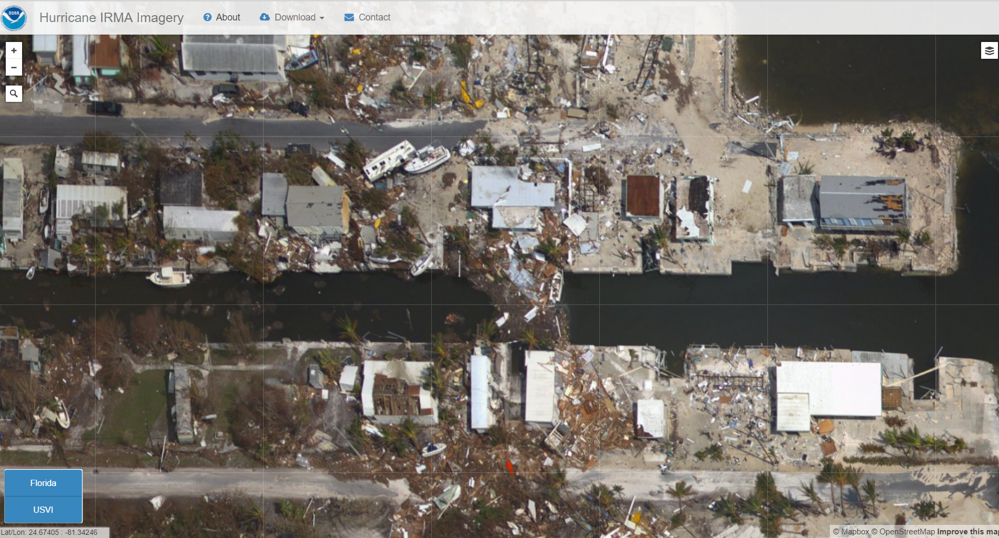 NOAA
Hurricane IRMA Imagery
About
Download
Contact
+
−
Florida
USVI
Lat/Lon: 24.67405 : -81.34246
© Mapbox © OpenStreetMap Improve this ma